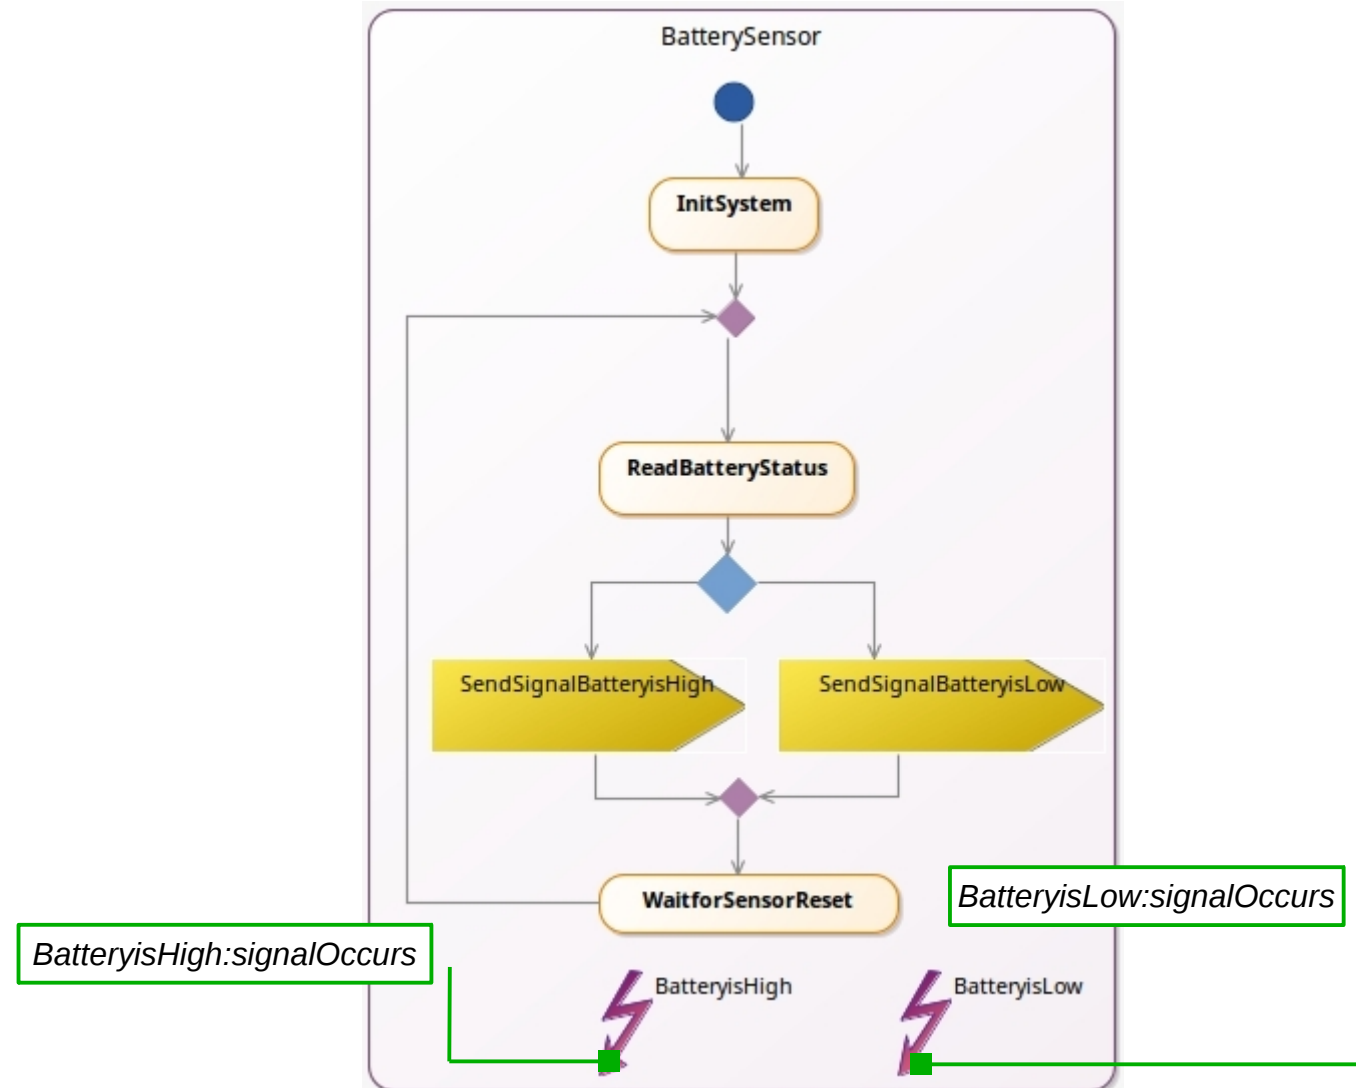 BatterySensor
InitSystem
ReadBatteryStatus
SendSignalBatteryisHigh
SendSignalBatteryisLow
WaitforSensorReset
BatteryisLow:signalOccurs
BatteryisHigh:signalOccurs
BatteryisHigh
BatteryisLow